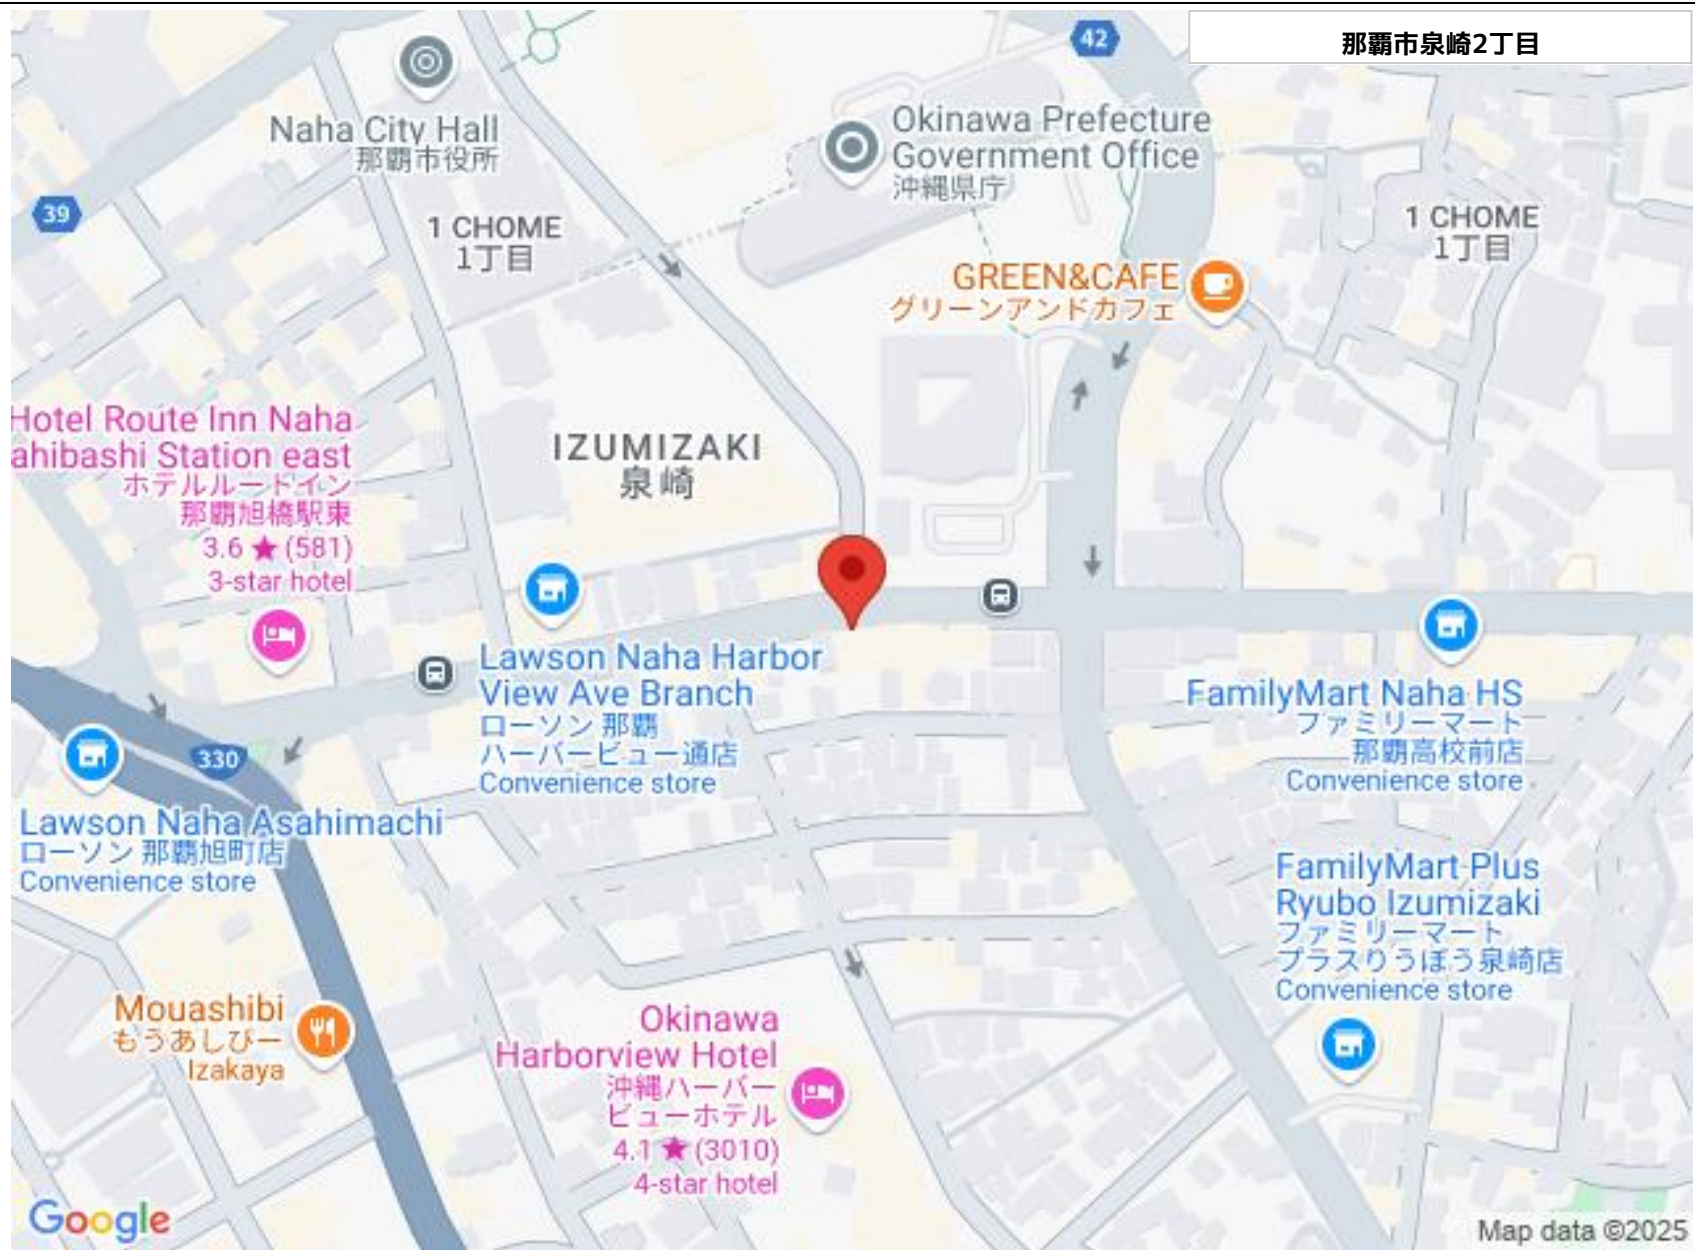 那覇市泉崎2丁目
42
Naha City Hall
那覇市役所
Okinawa Prefecture
Government Office
沖縄県庁
39
1 CHOME
1丁目
1 CHOME
1丁目
GREEN&CAFE
グリーンアンドカフェ
Hotel Route Inn Naha
ahibashi Station east
ホテルルートイン
那覇旭橋駅東
3.6 ★ (581)
3-star hotel
IZUMIZAKI
泉崎
Lawson Naha Harbor
View Ave Branch
ローソン 那覇
ハーバービュー通店
Convenience store
FamilyMart Naha HS
ファミリーマート
那覇高校前店
Convenience store
330
Lawson Naha Asahimachi
ローソン 那覇旭町店
Convenience store
FamilyMart Plus
Ryubo Izumizaki
ファミリーマート
プラスりうぼう泉崎店
Convenience store
Mouashibi
もうあしびー
Izakaya
Okinawa
Harborview Hotel
沖縄ハーバー
ビューホテル
4.1 ★ (3010)
4-star hotel
Google
Map data ©2025